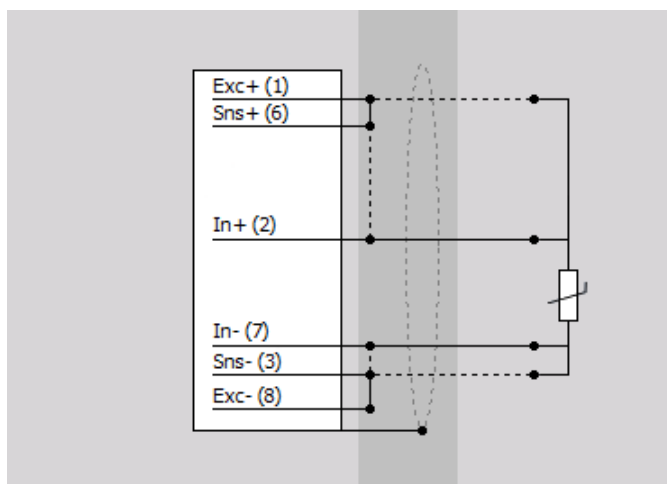 Exc+ (1)
Sns+ (6)
In+ (2)
In- (7)
Sns- (3)
Exc- (8)